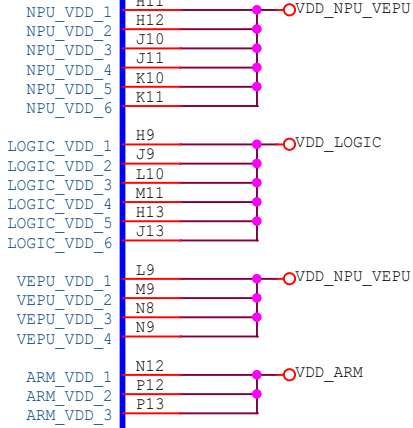 NPU_VDD_1 H11 VDD_NPU_VEPU
NPU_VDD_2 H12
NPU_VDD_3 J10
NPU_VDD_4 J11
NPU_VDD_5 K10
NPU_VDD_6 K11
LOGIC_VDD_1 H9 VDD_LOGIC
LOGIC_VDD_2 J9
LOGIC_VDD_3 L10
LOGIC_VDD_4 M11
LOGIC_VDD_5 H13
LOGIC_VDD_6 J13
VEPU_VDD_1 L9 VDD_NPU_VEPU
VEPU_VDD_2 M9
VEPU_VDD_3 N8
VEPU_VDD_4 N9
ARM_VDD_1 N12 VDD_ARM
ARM_VDD_2 P12
ARM_VDD_3 P13